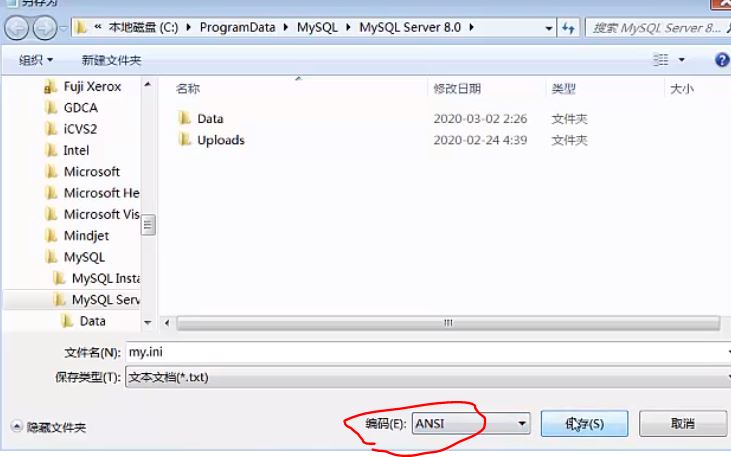 另存为
« 本地磁盘 (C:) ▸ ProgramData ▸ MySQL ▸ MySQL Server 8.0 ▸
搜索 MySQL Server 8...
组织 新建文件夹
名称 修改日期 类型 大小
Data 2020-03-02 2:26 文件夹
Uploads 2020-02-24 4:39 文件夹
Fuji Xerox
GDCA
iCVS2
Intel
Microsoft
Microsoft He
Microsoft Vis
Mindjet
MySQL
MySQL Insta
MySQL Serv
Data
文件名(N): my.ini
保存类型(T): 文本文档(*.txt)
隐藏文件夹 编码(E): ANSI 保存(S) 取消